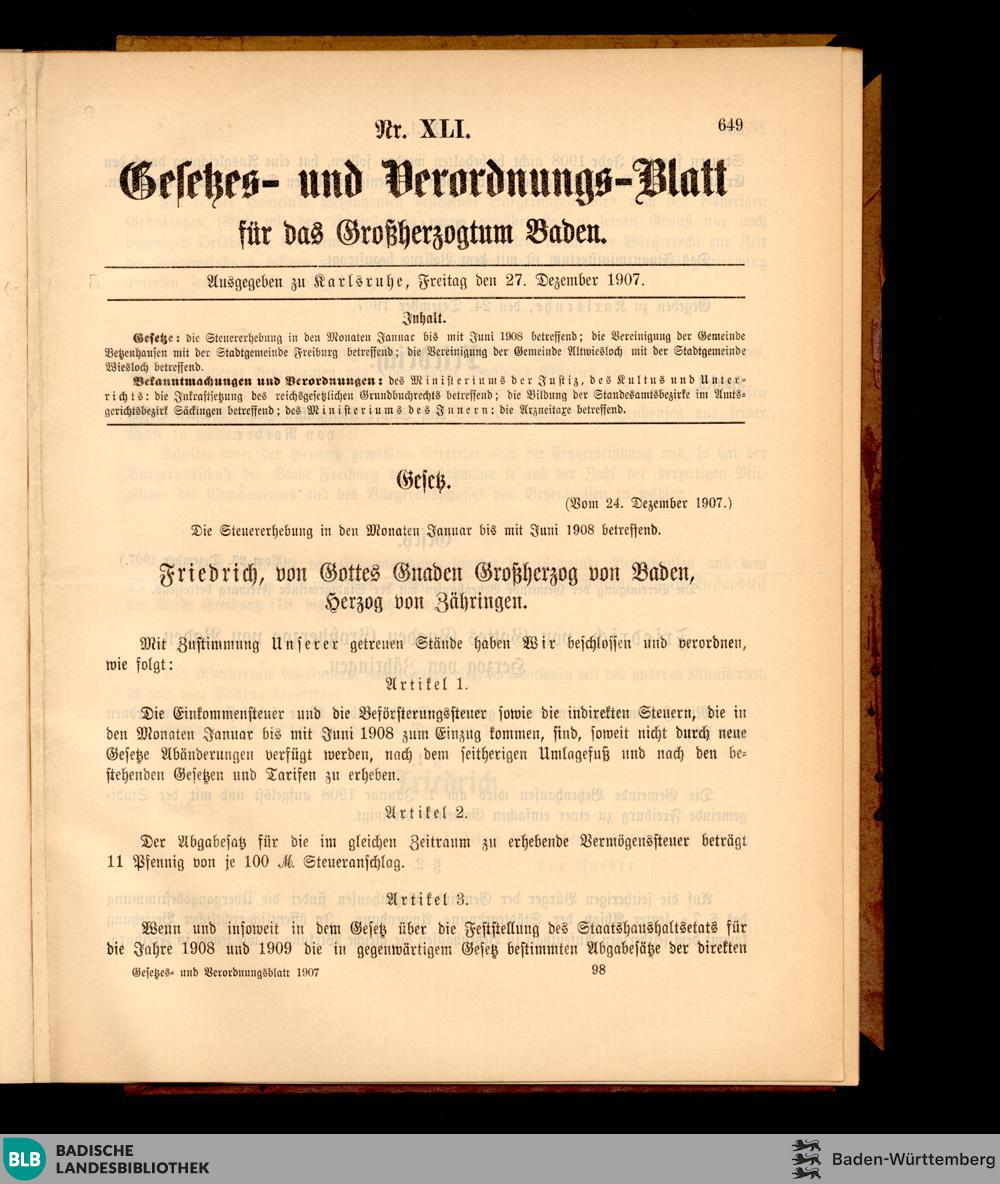 Nr. XLI.
649
Gesetzes- und Verordnungs-Blatt
für das Großherzogtum Baden.
Ausgegeben zu Karlsruhe, Freitag den 27. Dezember 1907.
Inhalt.
Gesetze: die Steuererhebung in den Monaten Januar bis mit Juni 1908 betreffend; die Vereinigung der Gemeinde
Betzenhausen mit der Stadtgemeinde Freiburg betreffend; die Vereinigung der Gemeinde Altwiesloch mit der Stadtgemeinde
Wiesloch betreffend.
Bekanntmachungen und Verordnungen: des Ministeriums der Justiz, des Kultus und Unter-
richts: die Inkraftsetzung des reichsgesetzlichen Grundbuchrechts betreffend; die Bildung der Standesamtsbezirke im Amts-
gerichtsbezirk Säckingen betreffend; des Ministeriums des Innern: die Arzneitaxe betreffend.
Gesetz.
(Vom 24. Dezember 1907.)
Die Steuererhebung in den Monaten Januar bis mit Juni 1908 betreffend.
Friedrich, von Gottes Gnaden Großherzog von Baden,
Herzog von Zähringen.
Mit Zustimmung Unserer getreuen Stände haben Wir beschlossen und verordnen,
wie folgt:
Artikel 1.
Die Einkommensteuer und die Beförsterungssteuer sowie die indirekten Steuern, die in
den Monaten Januar bis mit Juni 1908 zum Einzug kommen, sind, soweit nicht durch neue
Gesetze Abänderungen verfügt werden, nach dem seitherigen Umlagefuß und nach den be-
stehenden Gesetzen und Tarifen zu erheben.
Artikel 2.
Der Abgabesatz für die im gleichen Zeitraum zu erhebende Vermögenssteuer beträgt
11 Pfennig von je 100 M. Steueranschlag.
Artikel 3.
Wenn und insoweit in dem Gesetz über die Feststellung des Staatshaushaltsetats für
die Jahre 1908 und 1909 die in gegenwärtigem Gesetz bestimmten Abgabesätze der direkten
Gesetzes- und Verordnungsblatt 1907
98
BLB
BADISCHE
LANDESBIBLIOTHEK
Baden-Württemberg